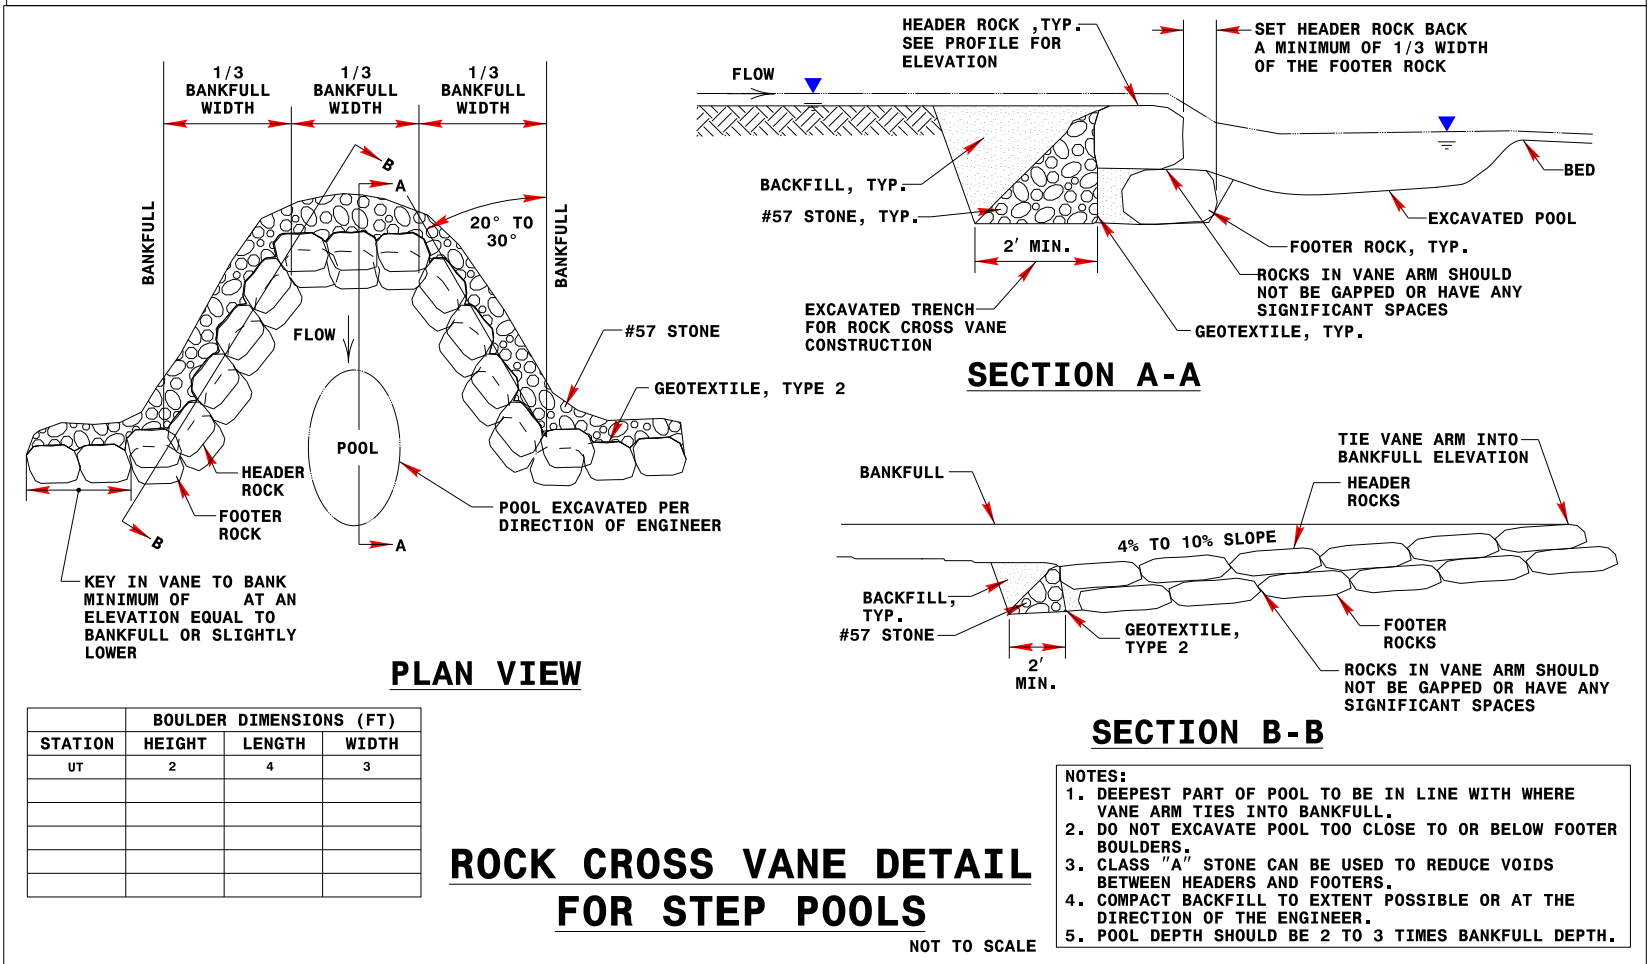 1/3
BANKFULL
WIDTH
1/3
BANKFULL
WIDTH
1/3
BANKFULL
WIDTH
B
A
20° TO
30°
BANKFULL
BANKFULL
FLOW
#57 STONE
GEOTEXTILE, TYPE 2
POOL
HEADER
ROCK
FOOTER
ROCK
POOL EXCAVATED PER
DIRECTION OF ENGINEER
B
A
KEY IN VANE TO BANK
MINIMUM OF AT AN
ELEVATION EQUAL TO
BANKFULL OR SLIGHTLY
LOWER
PLAN VIEW
HEADER ROCK ,TYP.
SEE PROFILE FOR
ELEVATION
SET HEADER ROCK BACK
A MINIMUM OF 1/3 WIDTH
OF THE FOOTER ROCK
FLOW
BACKFILL, TYP.
#57 STONE, TYP.
2' MIN.
BED
EXCAVATED POOL
FOOTER ROCK, TYP.
ROCKS IN VANE ARM SHOULD
NOT BE GAPPED OR HAVE ANY
SIGNIFICANT SPACES
EXCAVATED TRENCH
FOR ROCK CROSS VANE
CONSTRUCTION
GEOTEXTILE, TYP.
SECTION A-A
TIE VANE ARM INTO
BANKFULL ELEVATION
BANKFULL
HEADER
ROCKS
4% TO 10% SLOPE
BACKFILL,
TYP.
#57 STONE
GEOTEXTILE,
TYPE 2
2'
MIN.
FOOTER
ROCKS
ROCKS IN VANE ARM SHOULD
NOT BE GAPPED OR HAVE ANY
SIGNIFICANT SPACES
SECTION B-B
BOULDER DIMENSIONS (FT)
STATION HEIGHT LENGTH WIDTH
UT 2 4 3
ROCK CROSS VANE DETAIL
FOR STEP POOLS
NOT TO SCALE
NOTES:
1. DEEPEST PART OF POOL TO BE IN LINE WITH WHERE
VANE ARM TIES INTO BANKFULL.
2. DO NOT EXCAVATE POOL TOO CLOSE TO OR BELOW FOOTER
BOULDERS.
3. CLASS "A" STONE CAN BE USED TO REDUCE VOIDS
BETWEEN HEADERS AND FOOTERS.
4. COMPACT BACKFILL TO EXTENT POSSIBLE OR AT THE
DIRECTION OF THE ENGINEER.
5. POOL DEPTH SHOULD BE 2 TO 3 TIMES BANKFULL DEPTH.